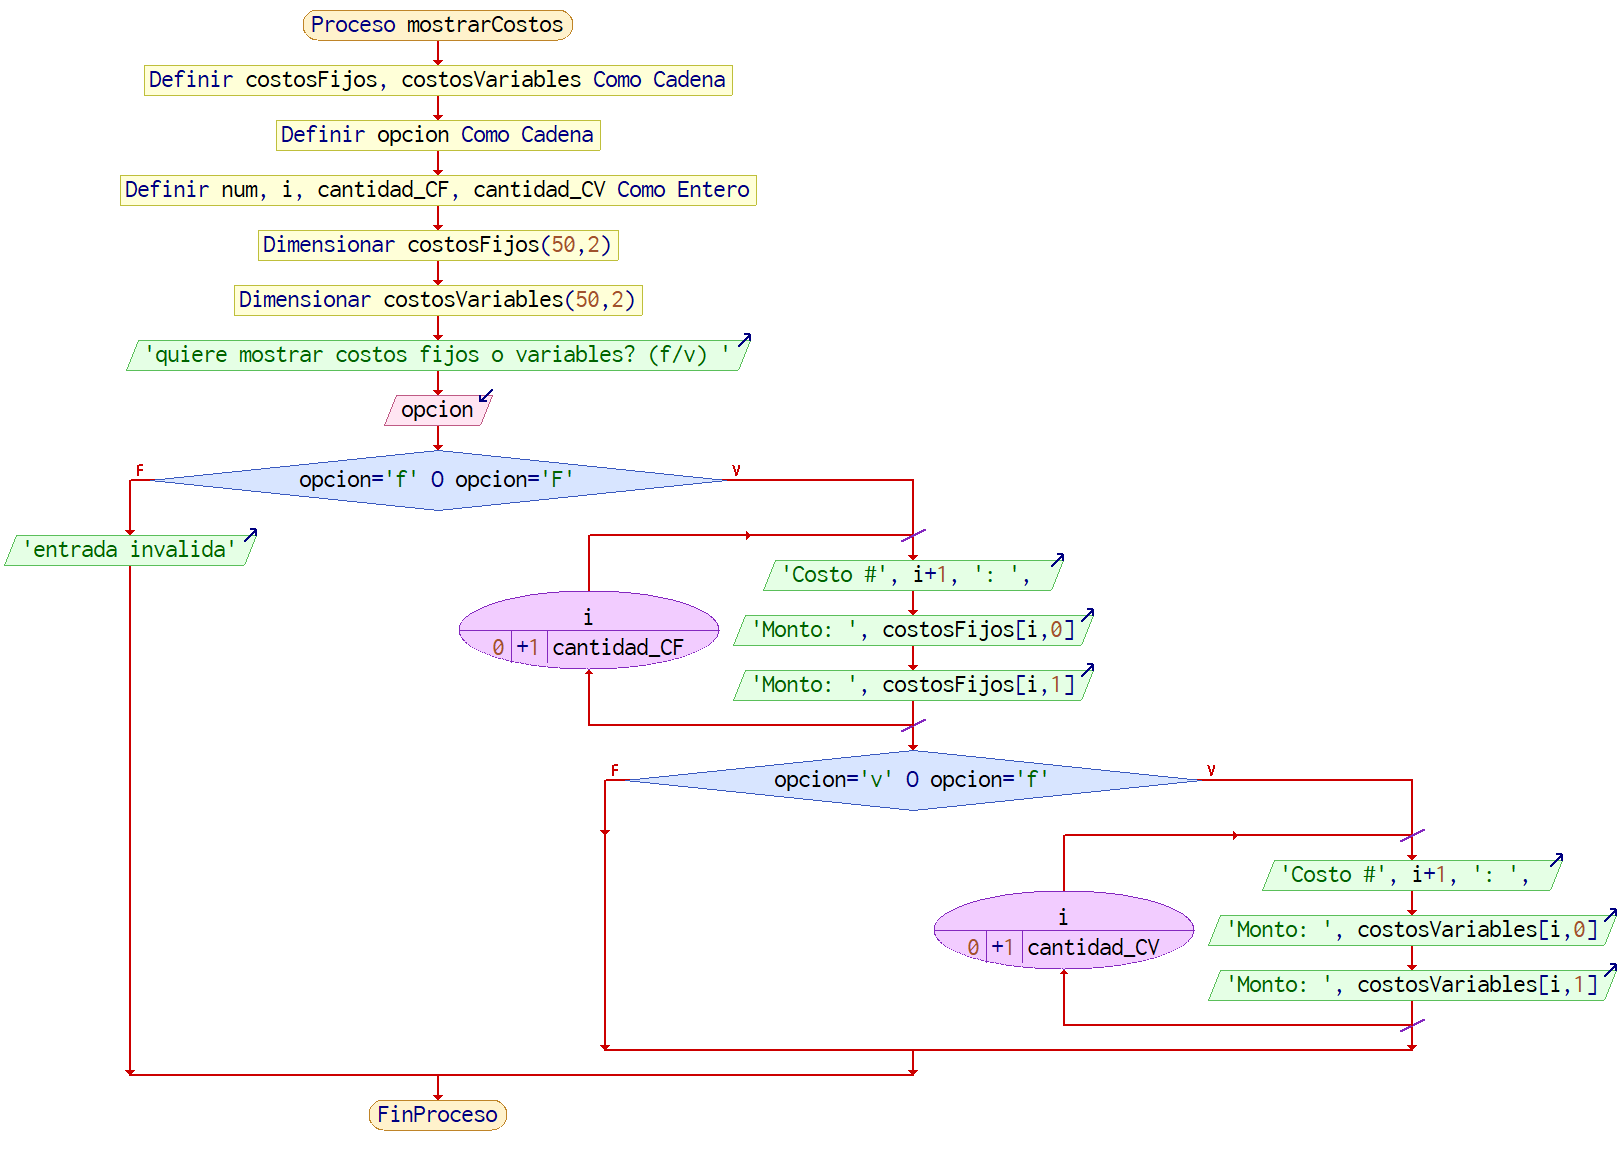 Proceso mostrarCostos
Definir costosFijos, costosVariables Como Cadena
Definir opcion Como Cadena
Definir num, i, cantidad_CF, cantidad_CV Como Entero
Dimensionar costosFijos(50,2)
Dimensionar costosVariables(50,2)
'quiere mostrar costos fijos o variables? (f/v) '
opcion
F
opcion='f' O opcion='F'
V
'entrada invalida'
'Costo #', i+1, ': ',
i
0 +1 cantidad_CF
'Monto: ', costosFijos[i,0]
'Monto: ', costosFijos[i,1]
F
opcion='v' O opcion='f'
V
'Costo #', i+1, ': ',
i
0 +1 cantidad_CV
'Monto: ', costosVariables[i,0]
'Monto: ', costosVariables[i,1]
FinProceso